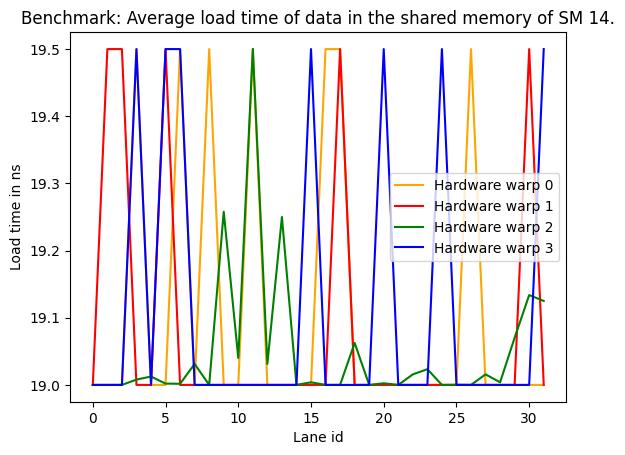 Benchmark: Average load time of data in the shared memory of SM 14.
Load time in ns
19.5
19.4
19.3
19.2
19.1
19.0
Hardware warp 0
Hardware warp 1
Hardware warp 2
Hardware warp 3
0 5 10 15 20 25 30
Lane id